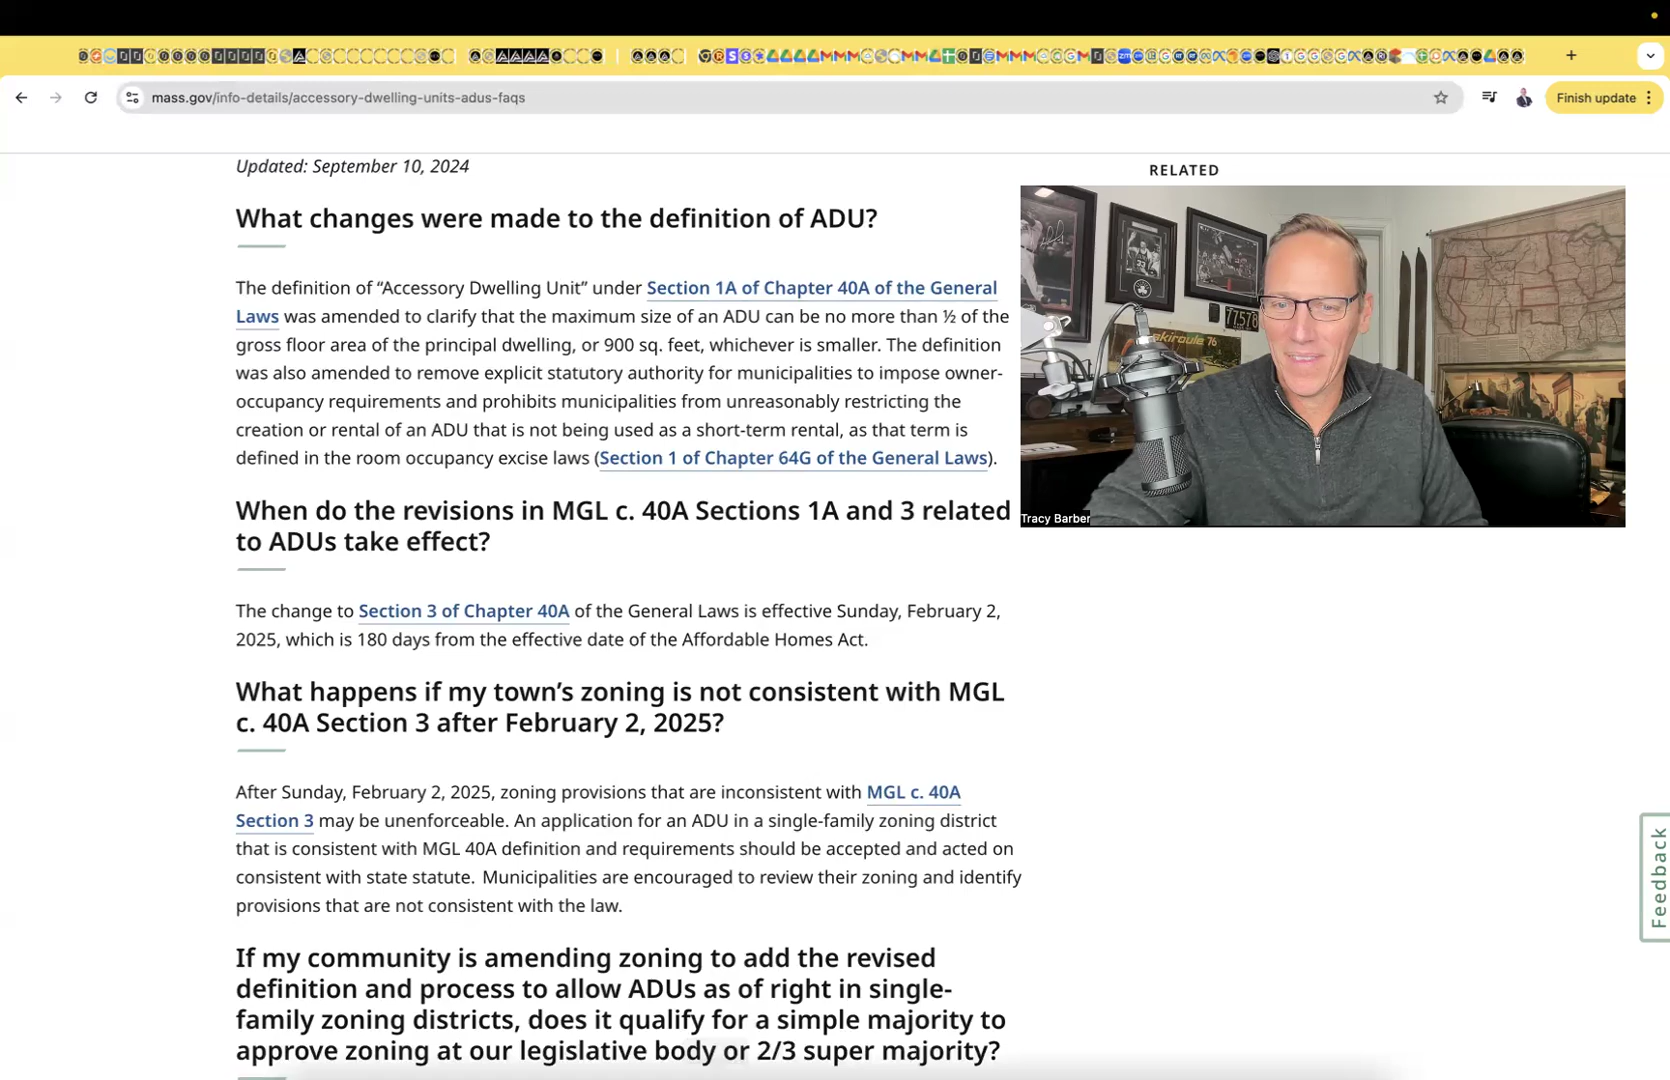 mass.gov/info-details/accessory-dwelling-units-adus-faqs
Finish update
Updated: September 10, 2024
RELATED
What changes were made to the definition of ADU?
The definition of “Accessory Dwelling Unit” under Section 1A of Chapter 40A of the General
Laws was amended to clarify that the maximum size of an ADU can be no more than ½ of the
gross floor area of the principal dwelling, or 900 sq. feet, whichever is smaller. The definition
was also amended to remove explicit statutory authority for municipalities to impose owner-
occupancy requirements and prohibits municipalities from unreasonably restricting the
creation or rental of an ADU that is not being used as a short-term rental, as that term is
defined in the room occupancy excise laws (Section 1 of Chapter 64G of the General Laws).
77578
skiroule 76
33
Tracy Barber
When do the revisions in MGL c. 40A Sections 1A and 3 related
to ADUs take effect?
The change to Section 3 of Chapter 40A of the General Laws is effective Sunday, February 2,
2025, which is 180 days from the effective date of the Affordable Homes Act.
What happens if my town’s zoning is not consistent with MGL
c. 40A Section 3 after February 2, 2025?
After Sunday, February 2, 2025, zoning provisions that are inconsistent with MGL c. 40A
Section 3 may be unenforceable. An application for an ADU in a single-family zoning district
that is consistent with MGL 40A definition and requirements should be accepted and acted on
consistent with state statute. Municipalities are encouraged to review their zoning and identify
provisions that are not consistent with the law.
Feedback
If my community is amending zoning to add the revised
definition and process to allow ADUs as of right in single-
family zoning districts, does it qualify for a simple majority to
approve zoning at our legislative body or 2/3 super majority?